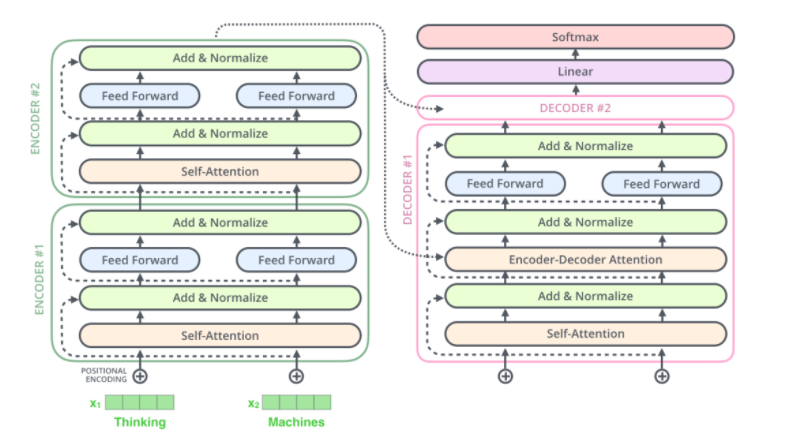 ENCODER #2
Add & Normalize
Feed Forward Feed Forward
Add & Normalize
Self-Attention
ENCODER #1
Add & Normalize
Feed Forward Feed Forward
Add & Normalize
Self-Attention
POSITIONAL
ENCODING
x1 x2
Thinking Machines
Softmax
Linear
DECODER #2
DECODER #1
Add & Normalize
Feed Forward Feed Forward
Add & Normalize
Encoder-Decoder Attention
Add & Normalize
Self-Attention